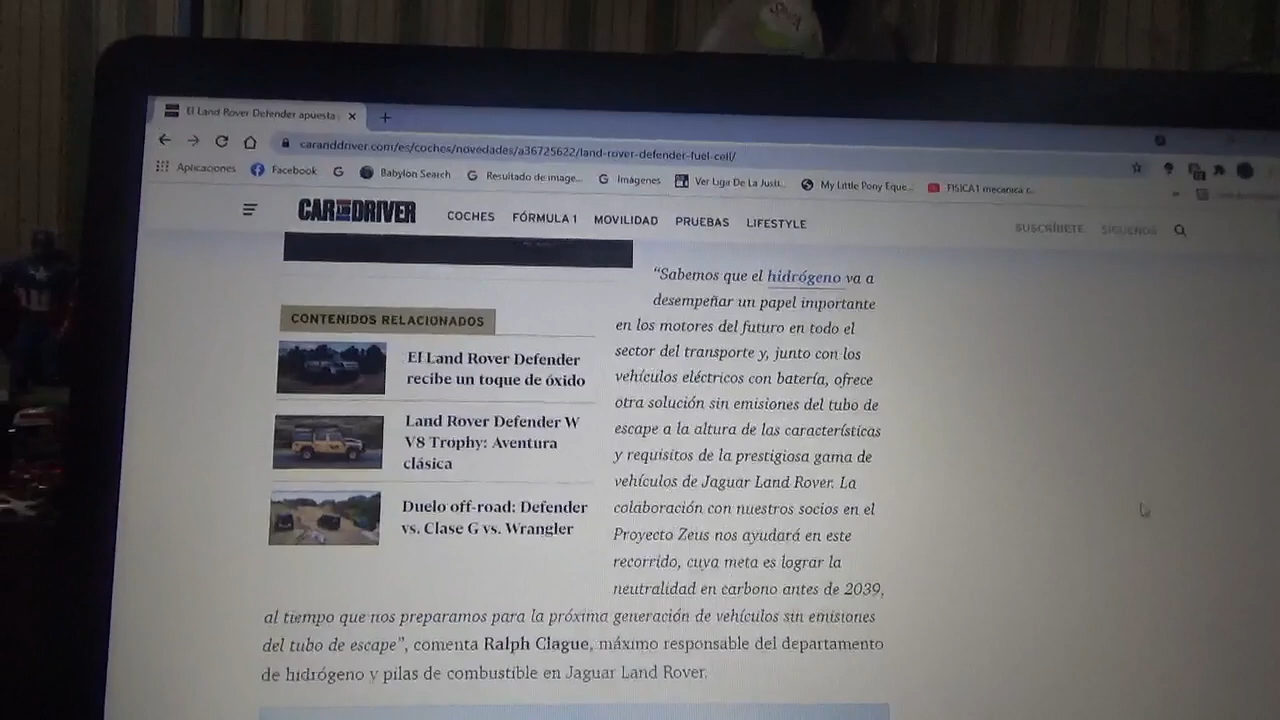 El Land Rover Defender apuesta
caranddriver.com/es/coches/novedades/a36725622/land-rover-defender-fuel-cell/
Aplicaciones Facebook Babylon Search Resultado de image... Imágenes Ver Liga De La Justi... My Little Pony Eque... FISICA1 mecanica c...
CAR AND DRIVER COCHES FÓRMULA 1 MOVILIDAD PRUEBAS LIFESTYLE SUSCRÍBETE SÍGUENOS
CONTENIDOS RELACIONADOS
El Land Rover Defender
recibe un toque de óxido
Land Rover Defender W
V8 Trophy: Aventura
clásica
Duelo off-road: Defender
vs. Clase G vs. Wrangler
“Sabemos que el hidrógeno va a
desempeñar un papel importante
en los motores del futuro en todo el
sector del transporte y, junto con los
vehículos eléctricos con batería, ofrece
otra solución sin emisiones del tubo de
escape a la altura de las características
y requisitos de la prestigiosa gama de
vehículos de Jaguar Land Rover. La
colaboración con nuestros socios en el
Proyecto Zeus nos ayudará en este
recorrido, cuya meta es lograr la
neutralidad en carbono antes de 2039,
al tiempo que nos preparamos para la próxima generación de vehículos sin emisiones
del tubo de escape”, comenta Ralph Clague, máximo responsable del departamento
de hidrógeno y pilas de combustible en Jaguar Land Rover.